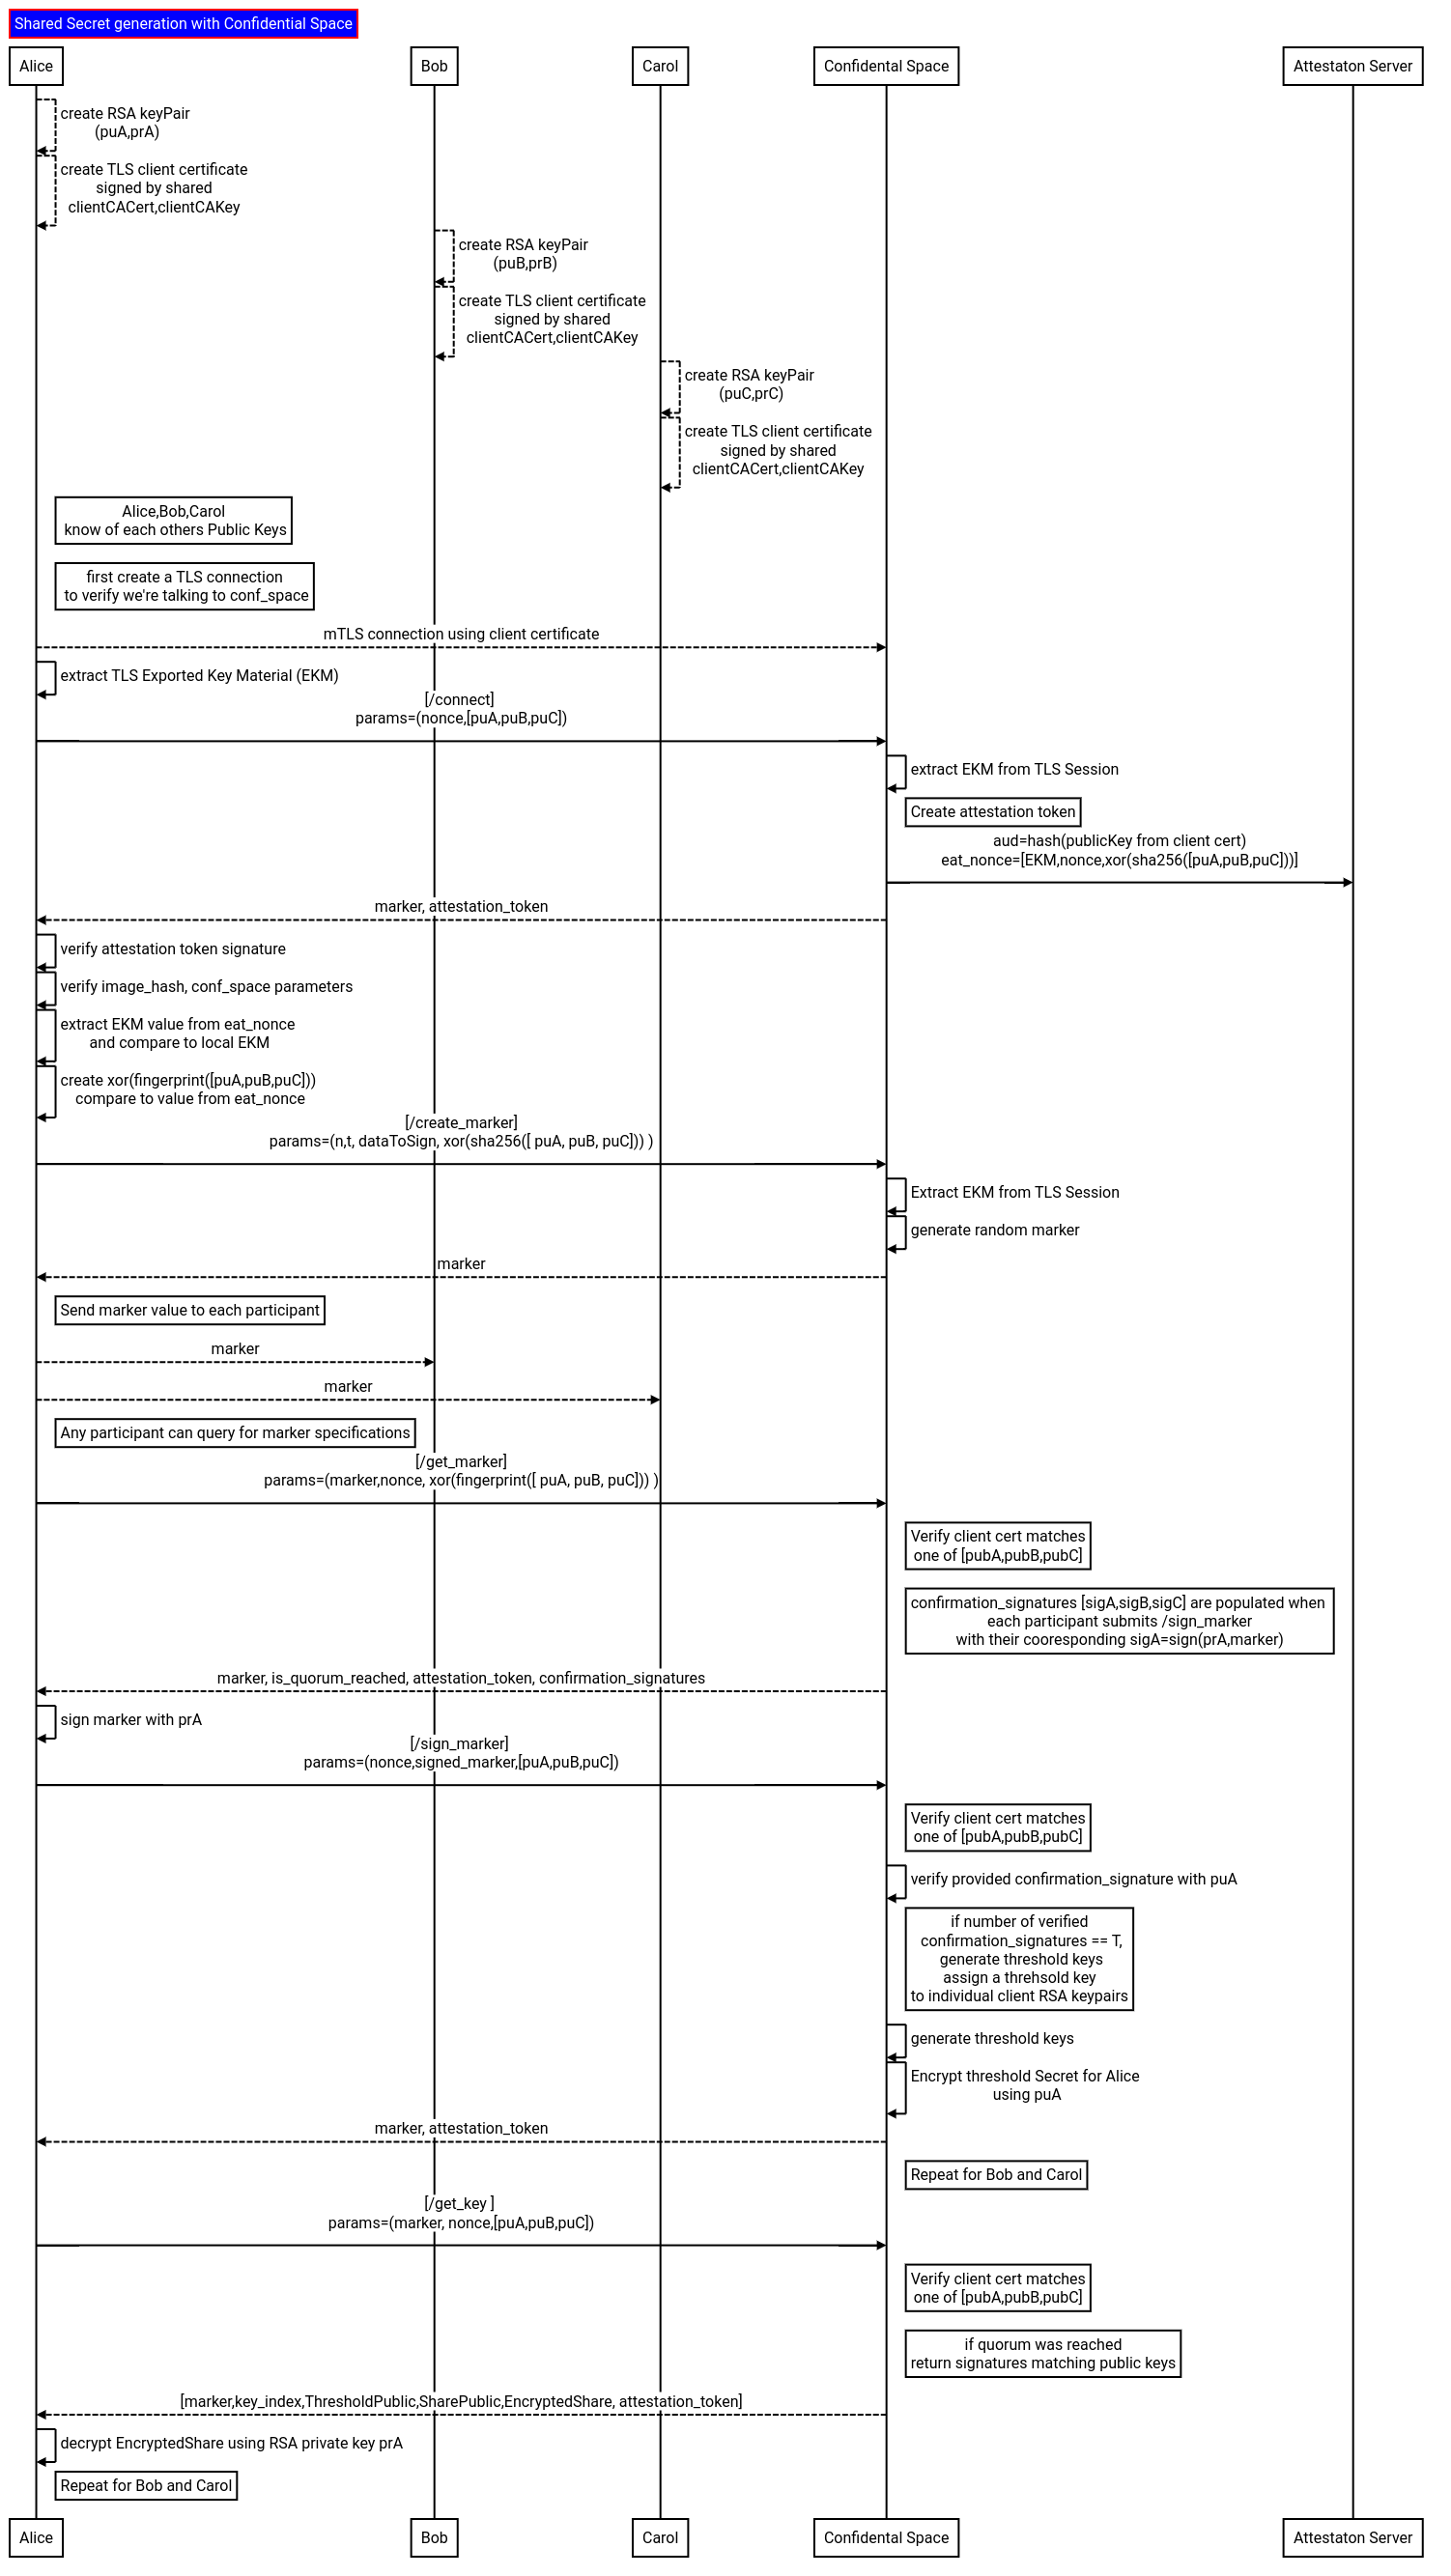 Shared Secret generation with Confidential Space
Alice
Bob
Carol
Confidental Space
Attestaton Server
create RSA keyPair
(puA,prA)
create TLS client certificate
signed by shared
clientCACert,clientCAKey
create RSA keyPair
(puB,prB)
create TLS client certificate
signed by shared
clientCACert,clientCAKey
create RSA keyPair
(puC,prC)
create TLS client certificate
signed by shared
clientCACert,clientCAKey
Alice,Bob,Carol
know of each others Public Keys
first create a TLS connection
to verify we're talking to conf_space
mTLS connection using client certificate
extract TLS Exported Key Material (EKM)
[/connect]
params=(nonce,[puA,puB,puC])
extract EKM from TLS Session
Create attestation token
aud=hash(publicKey from client cert)
eat_nonce=[EKM,nonce,xor(sha256([puA,puB,puC]))]
marker, attestation_token
verify attestation token signature
verify image_hash, conf_space parameters
extract EKM value from eat_nonce
and compare to local EKM
create xor(fingerprint([puA,puB,puC]))
compare to value from eat_nonce
[/create_marker]
params=(n,t, dataToSign, xor(sha256([ puA, puB, puC])) )
Extract EKM from TLS Session
generate random marker
marker
Send marker value to each participant
marker
marker
Any participant can query for marker specifications
[/get_marker]
params=(marker,nonce, xor(fingerprint([ puA, puB, puC])) )
Verify client cert matches
one of [pubA,pubB,pubC]
confirmation_signatures [sigA,sigB,sigC] are populated when
each participant submits /sign_marker
with their cooresponding sigA=sign(prA,marker)
marker, is_quorum_reached, attestation_token, confirmation_signatures
sign marker with prA
[/sign_marker]
params=(nonce,signed_marker,[puA,puB,puC])
Verify client cert matches
one of [pubA,pubB,pubC]
verify provided confirmation_signature with puA
if number of verified
confirmation_signatures == T,
generate threshold keys
assign a threhsold key
to individual client RSA keypairs
generate threshold keys
Encrypt threshold Secret for Alice
using puA
marker, attestation_token
Repeat for Bob and Carol
[/get_key ]
params=(marker, nonce,[puA,puB,puC])
Verify client cert matches
one of [pubA,pubB,pubC]
if quorum was reached
return signatures matching public keys
[marker,key_index,ThresholdPublic,SharePublic,EncryptedShare, attestation_token]
decrypt EncryptedShare using RSA private key prA
Repeat for Bob and Carol
Alice
Bob
Carol
Confidental Space
Attestaton Server